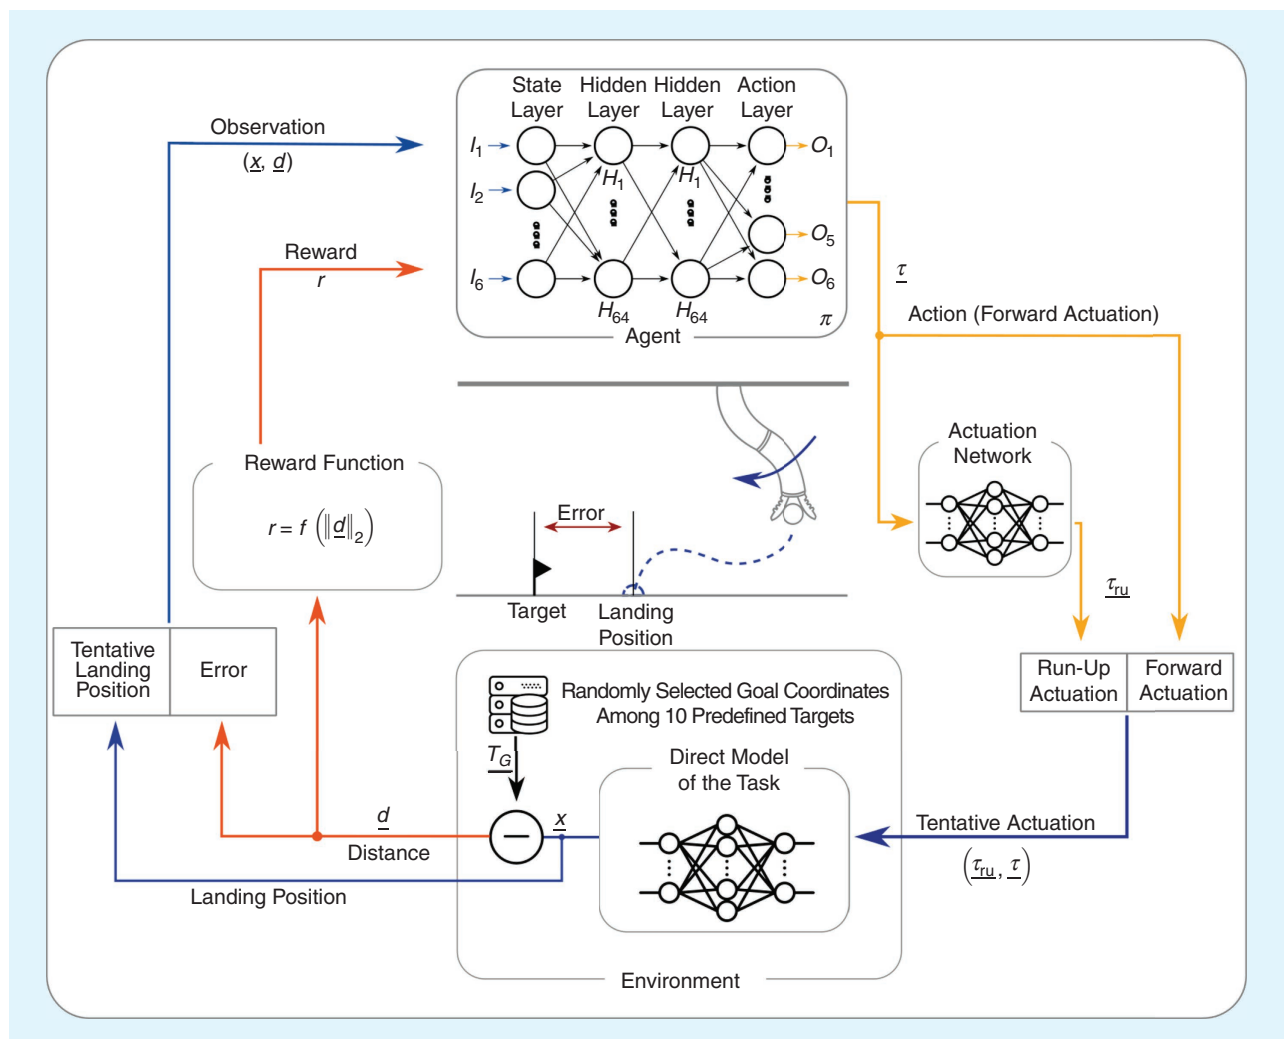 State Layer
Hidden Layer
Hidden Layer
Action Layer
Observation
(x, d)
I1
I2
I6
H1
H1
H64
H64
O1
O5
O6
π
Agent
Reward
r
τ
Action (Forward Actuation)
Reward Function
r = f (‖d‖2)
Actuation
Network
τru
Error
Target
Landing
Position
Tentative
Landing
Position
Error
Run-Up
Actuation
Forward
Actuation
Randomly Selected Goal Coordinates
Among 10 Predefined Targets
TG
Direct Model
of the Task
−
x
d
Distance
Landing Position
Tentative Actuation
(τru, τ)
Environment